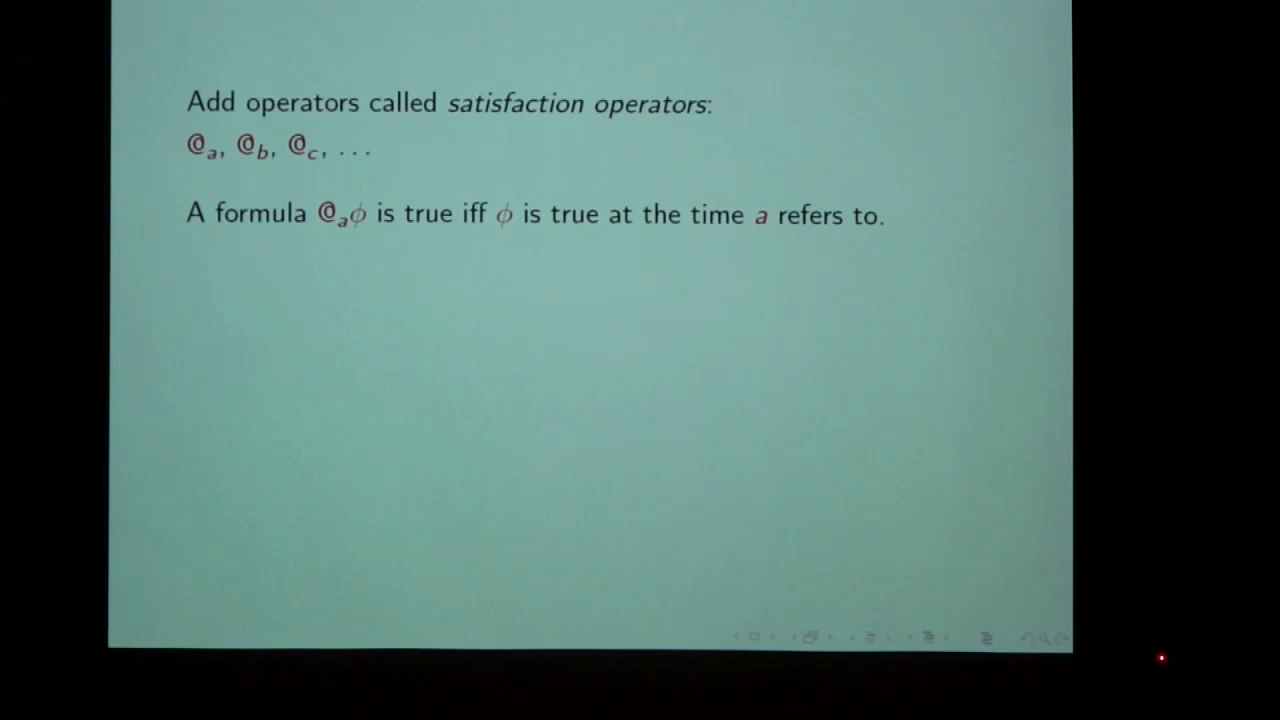 Add operators called satisfaction operators:
@a, @b, @c, ...
A formula @aϕ is true iff ϕ is true at the time a refers to.